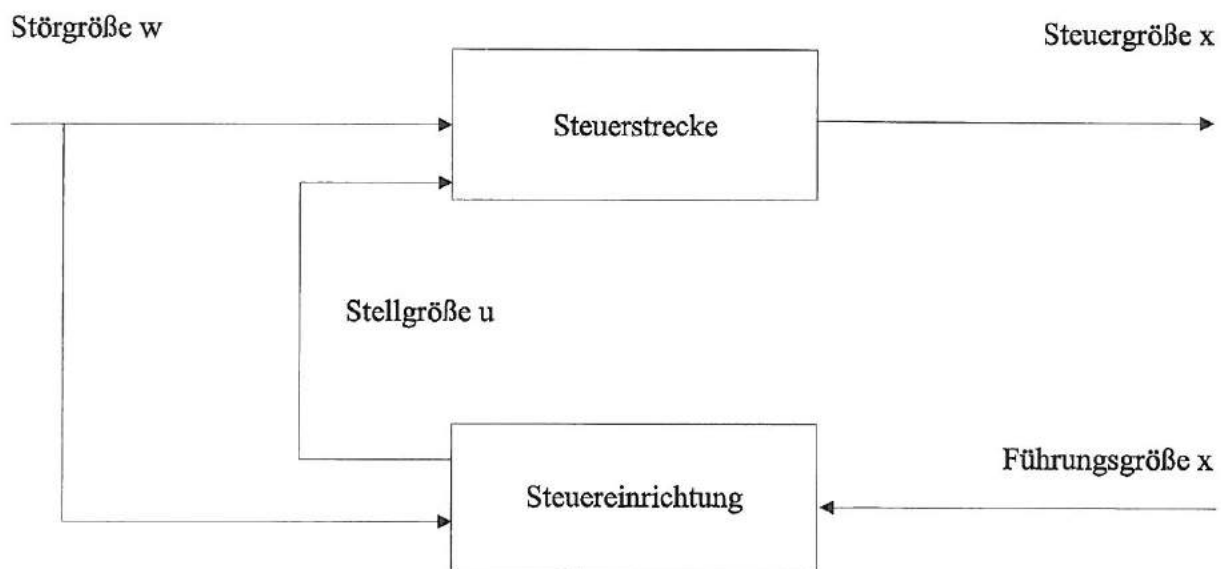 Störgröße w
Steuergröße x
Steuerstrecke
Stellgröße u
Führungsgröße x
Steuereinrichtung